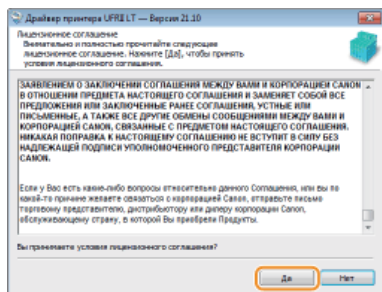 Драйвер принтера UFRII LT — Версия 21.10
Лицензионное соглашение
Внимательно и полностью прочитайте следующее
лицензионное соглашение. Нажмите [Да], чтобы принять
условия лицензионного соглашения.
ЗАЯВЛЕНИЕМ О ЗАКЛЮЧЕНИИ СОГЛАШЕНИЯ МЕЖДУ ВАМИ И КОРПОРАЦИЕЙ CANON
В ОТНОШЕНИИ ПРЕДМЕТА НАСТОЯЩЕГО СОГЛАШЕНИЯ И ЗАМЕНЯЕТ СОБОЙ ВСЕ
ПРЕДЛОЖЕНИЯ ИЛИ ЗАКЛЮЧЕННЫЕ РАНЕЕ СОГЛАШЕНИЯ, УСТНЫЕ ИЛИ
ПИСЬМЕННЫЕ, А ТАКЖЕ ВСЕ ДРУГИЕ ОБМЕНЫ СООБЩЕНИЯМИ МЕЖДУ ВАМИ И
КОРПОРАЦИЕЙ CANON, СВЯЗАННЫЕ С ПРЕДМЕТОМ НАСТОЯЩЕГО СОГЛАШЕНИЯ.
НИКАКАЯ ПОПРАВКА К НАСТОЯЩЕМУ СОГЛАШЕНИЮ НЕ ВСТУПИТ В СИЛУ БЕЗ
НАДЛЕЖАЩЕЙ ПОДПИСИ УПОЛНОМОЧЕННОГО ПРЕДСТАВИТЕЛЯ КОРПОРАЦИИ
CANON.
Если у Вас есть какие-либо вопросы относительно данного Соглашения, или вы по
какой-то причине желаете связаться с корпорацией Canon, отправьте письмо
торговому представителю, дистрибьютору или дилеру корпорации Canon,
обслуживающему страну, в которой Вы приобрели Продукты.
Вы принимаете условия лицензионного соглашения?
Да
Нет